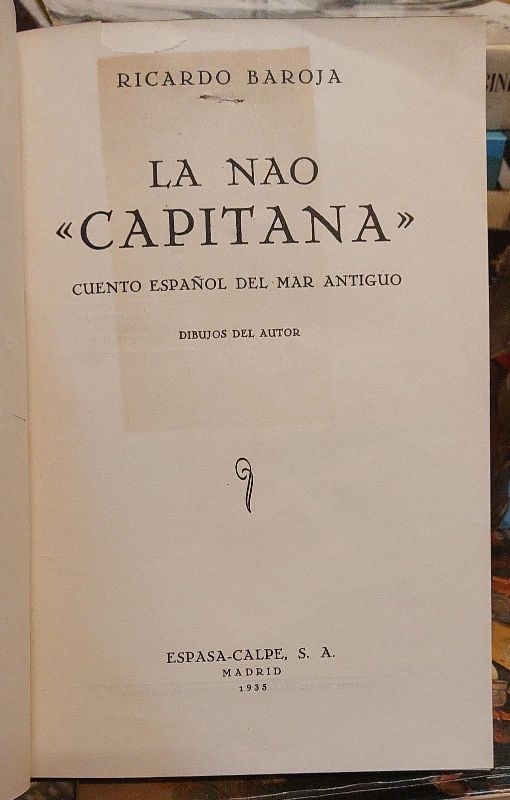 RICARDO BAROJA
LA NAO
«CAPITANA»
CUENTO ESPAÑOL DEL MAR ANTIGUO
DIBUJOS DEL AUTOR
ESPASA-CALPE, S. A.
MADRID
1935